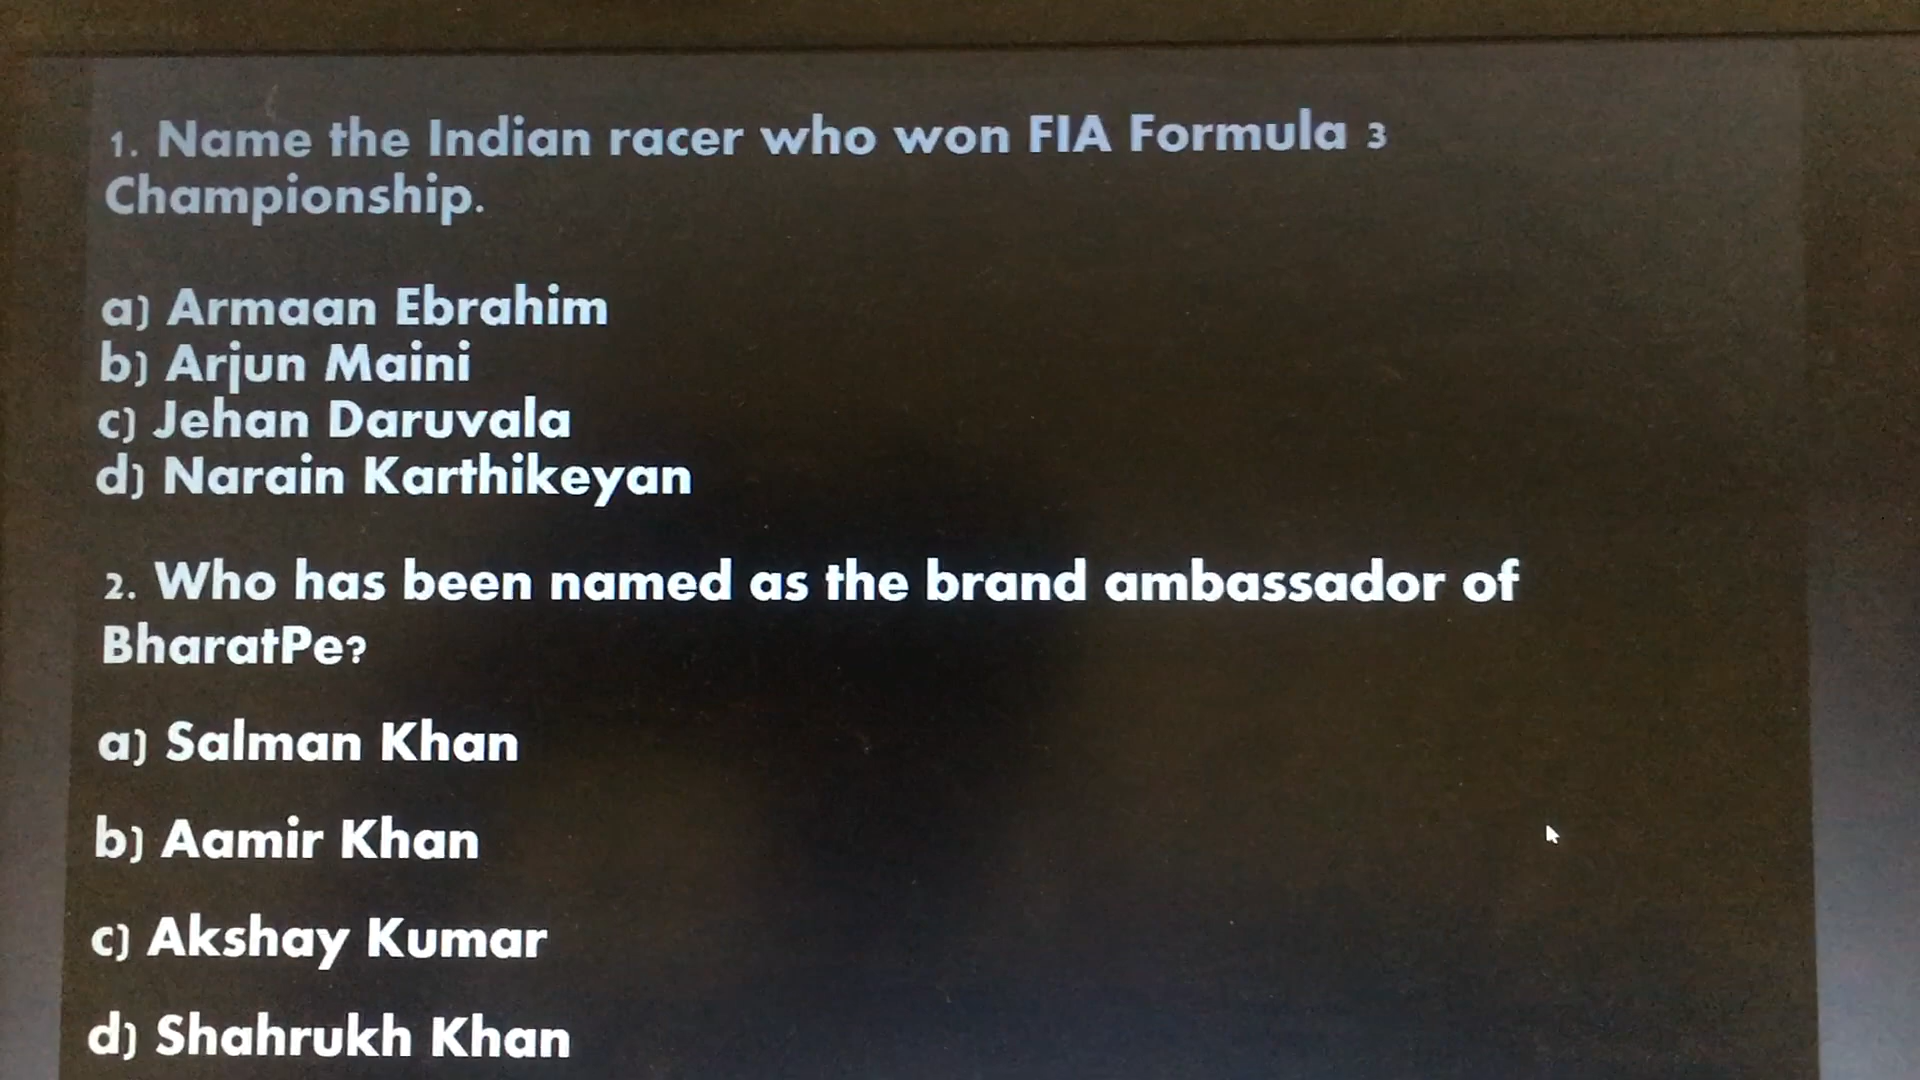 1. Name the Indian racer who won FIA Formula 3
Championship.
a) Armaan Ebrahim
b) Arjun Maini
c) Jehan Daruvala
d) Narain Karthikeyan
2. Who has been named as the brand ambassador of
BharatPe?
a) Salman Khan
b) Aamir Khan
c) Akshay Kumar
d) Shahrukh Khan